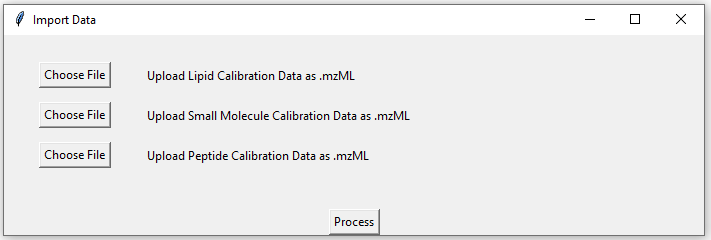 Import Data
Choose File Upload Lipid Calibration Data as .mzML
Choose File Upload Small Molecule Calibration Data as .mzML
Choose File Upload Peptide Calibration Data as .mzML
Process